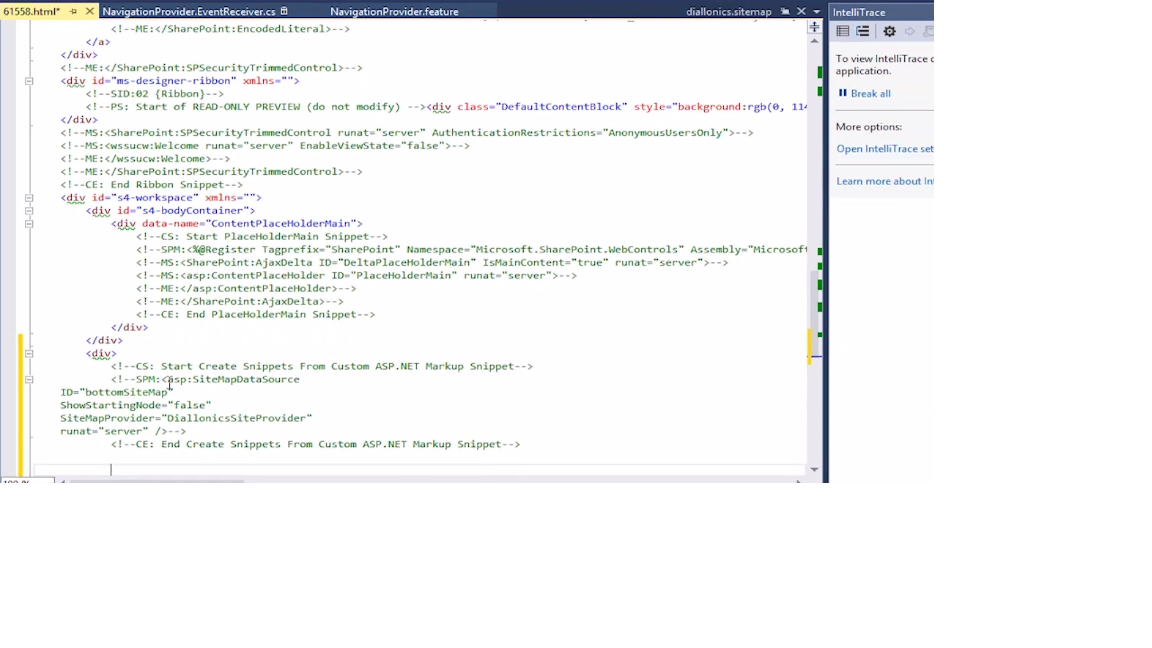 61558.html*
NavigationProvider.EventReceiver.cs
NavigationProvider.feature
diallonics.sitemap
IntelliTrace
<!--ME:</SharePoint:EncodedLiteral>-->
</a>
</div>
<!--ME:</SharePoint:SPSecurityTrimmedControl>-->
<div id="ms-designer-ribbon" xmlns="">
<!--SID:02 {Ribbon}-->
<!--PS: Start of READ-ONLY PREVIEW (do not modify) --><div class="DefaultContentBlock" style="background:rgb(0, 114
</div>
<!--MS:<SharePoint:SPSecurityTrimmedControl runat="server" AuthenticationRestrictions="AnonymousUsersOnly">-->
<!--MS:<wssucw:Welcome runat="server" EnableViewState="false">-->
<!--ME:</wssucw:Welcome>-->
<!--ME:</SharePoint:SPSecurityTrimmedControl>-->
<!--CE: End Ribbon Snippet-->
<div id="s4-workspace" xmlns="">
<div id="s4-bodyContainer">
<div data-name="ContentPlaceHolderMain">
<!--CS: Start PlaceHolderMain Snippet-->
<!--SPM:<%@Register Tagprefix="SharePoint" Namespace="Microsoft.SharePoint.WebControls" Assembly="Microsoft
<!--MS:<SharePoint:AjaxDelta ID="DeltaPlaceHolderMain" IsMainContent="true" runat="server">-->
<!--MS:<asp:ContentPlaceHolder ID="PlaceHolderMain" runat="server">-->
<!--ME:</asp:ContentPlaceHolder>-->
<!--ME:</SharePoint:AjaxDelta>-->
<!--CE: End PlaceHolderMain Snippet-->
</div>
</div>
<div>
<!--CS: Start Create Snippets From Custom ASP.NET Markup Snippet-->
<!--SPM:<asp:SiteMapDataSource
ID="bottomSiteMap"
ShowStartingNode="false"
SiteMapProvider="DiallonicsSiteProvider"
runat="server" />-->
<!--CE: End Create Snippets From Custom ASP.NET Markup Snippet-->
To view IntelliTrace
application.
Break all
More options:
Open IntelliTrace set
Learn more about Int